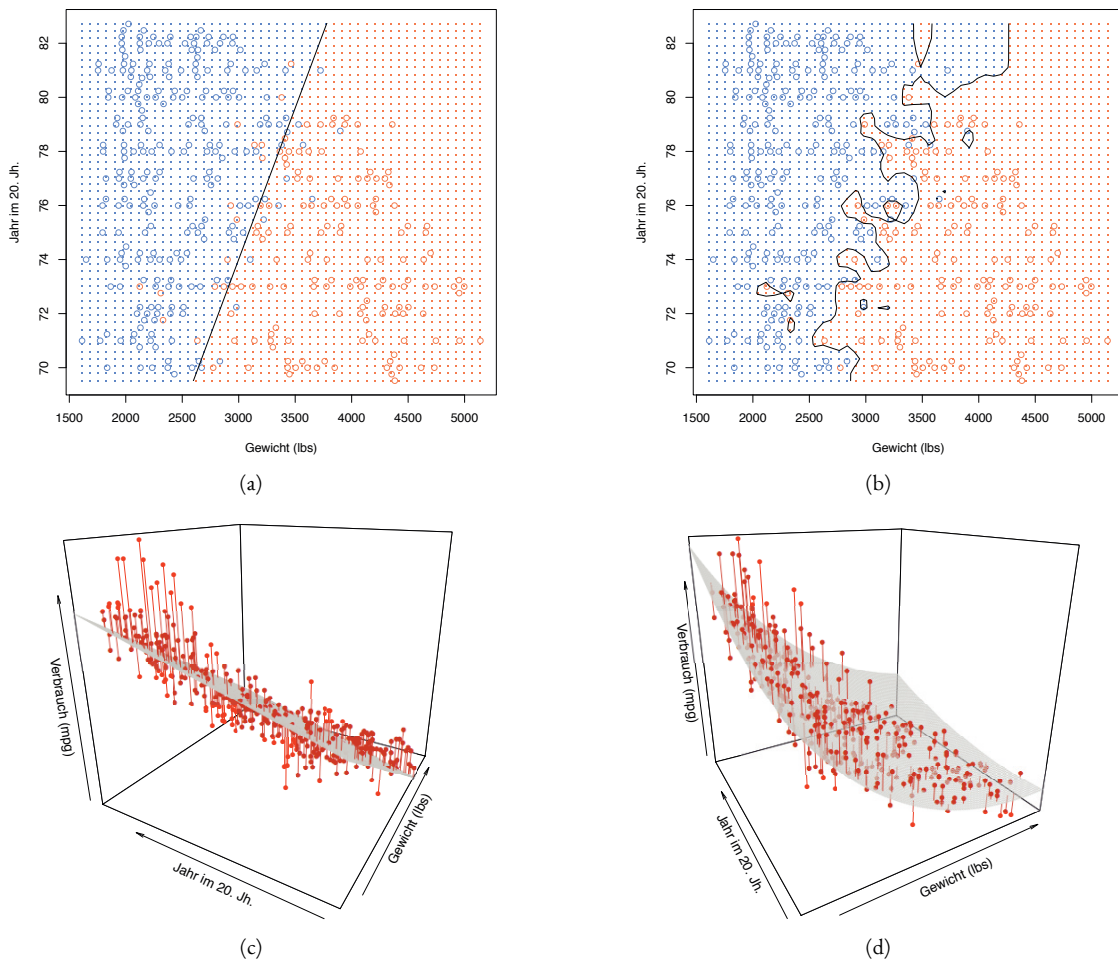 82
80
78
76
74
72
70
Jahr im 20. Jh.
1500 2000 2500 3000 3500 4000 4500 5000
Gewicht (lbs)
(a)
82
80
78
76
74
72
70
Jahr im 20. Jh.
1500 2000 2500 3000 3500 4000 4500 5000
Gewicht (lbs)
(b)
Verbrauch (mpg)
Jahr im 20. Jh.
Gewicht (lbs)
(c)
Verbrauch (mpg)
Jahr im 20. Jh.
Gewicht (lbs)
(d)